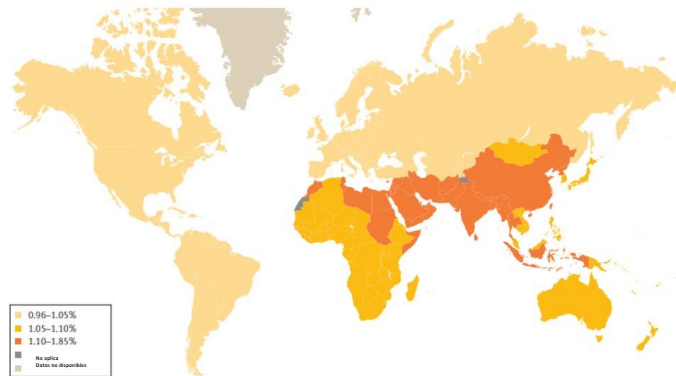 0.96–1.05%
1.05–1.10%
1.10–1.85%
No aplica
Datos no disponibles